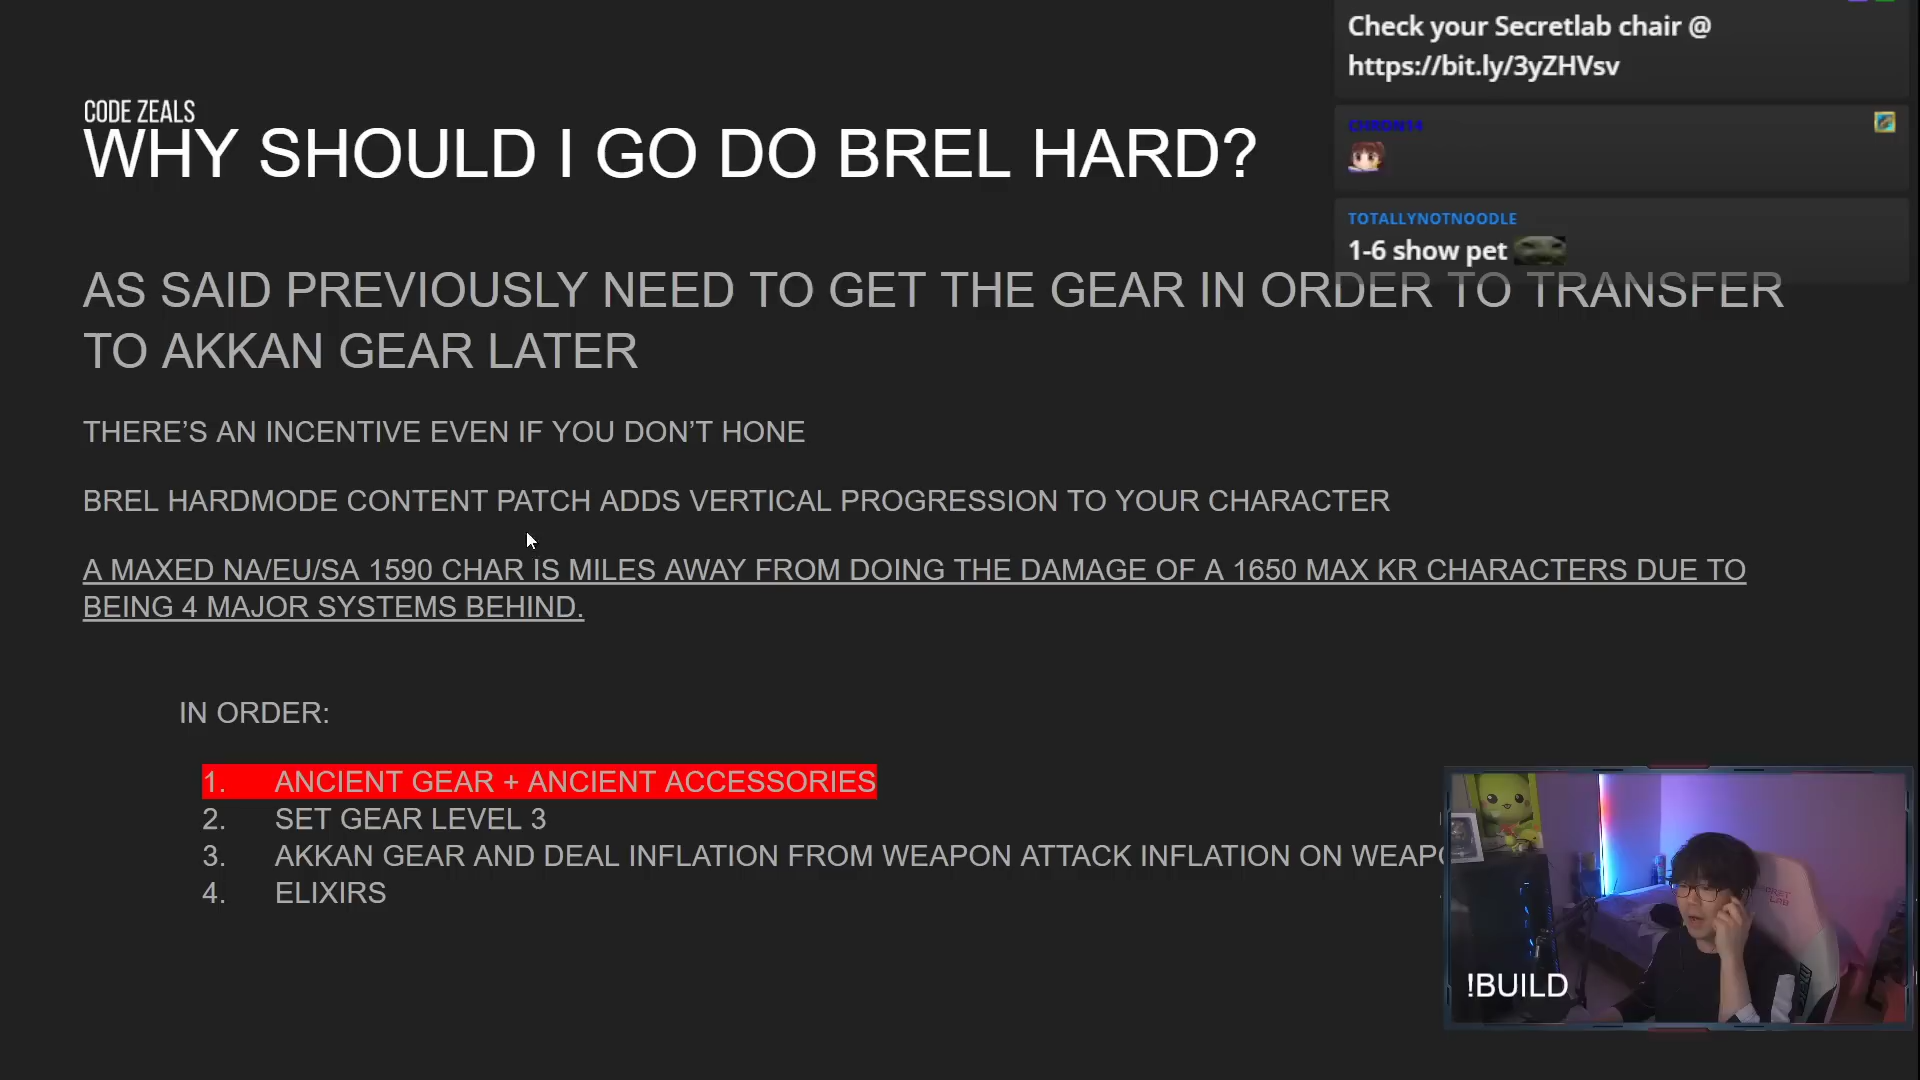 Check your Secretlab chair @
https://bit.ly/3yZHVsv
CODE ZEALS
WHY SHOULD I GO DO BREL HARD?
TOTALLYNOTNOODLE
1-6 show pet
AS SAID PREVIOUSLY NEED TO GET THE GEAR IN ORDER TO TRANSFER
TO AKKAN GEAR LATER
THERE’S AN INCENTIVE EVEN IF YOU DON’T HONE
BREL HARDMODE CONTENT PATCH ADDS VERTICAL PROGRESSION TO YOUR CHARACTER
A MAXED NA/EU/SA 1590 CHAR IS MILES AWAY FROM DOING THE DAMAGE OF A 1650 MAX KR CHARACTERS DUE TO
BEING 4 MAJOR SYSTEMS BEHIND.
IN ORDER:
1. ANCIENT GEAR + ANCIENT ACCESSORIES
2. SET GEAR LEVEL 3
3. AKKAN GEAR AND DEAL INFLATION FROM WEAPON ATTACK INFLATION ON
4. ELIXIRS
!BUILD